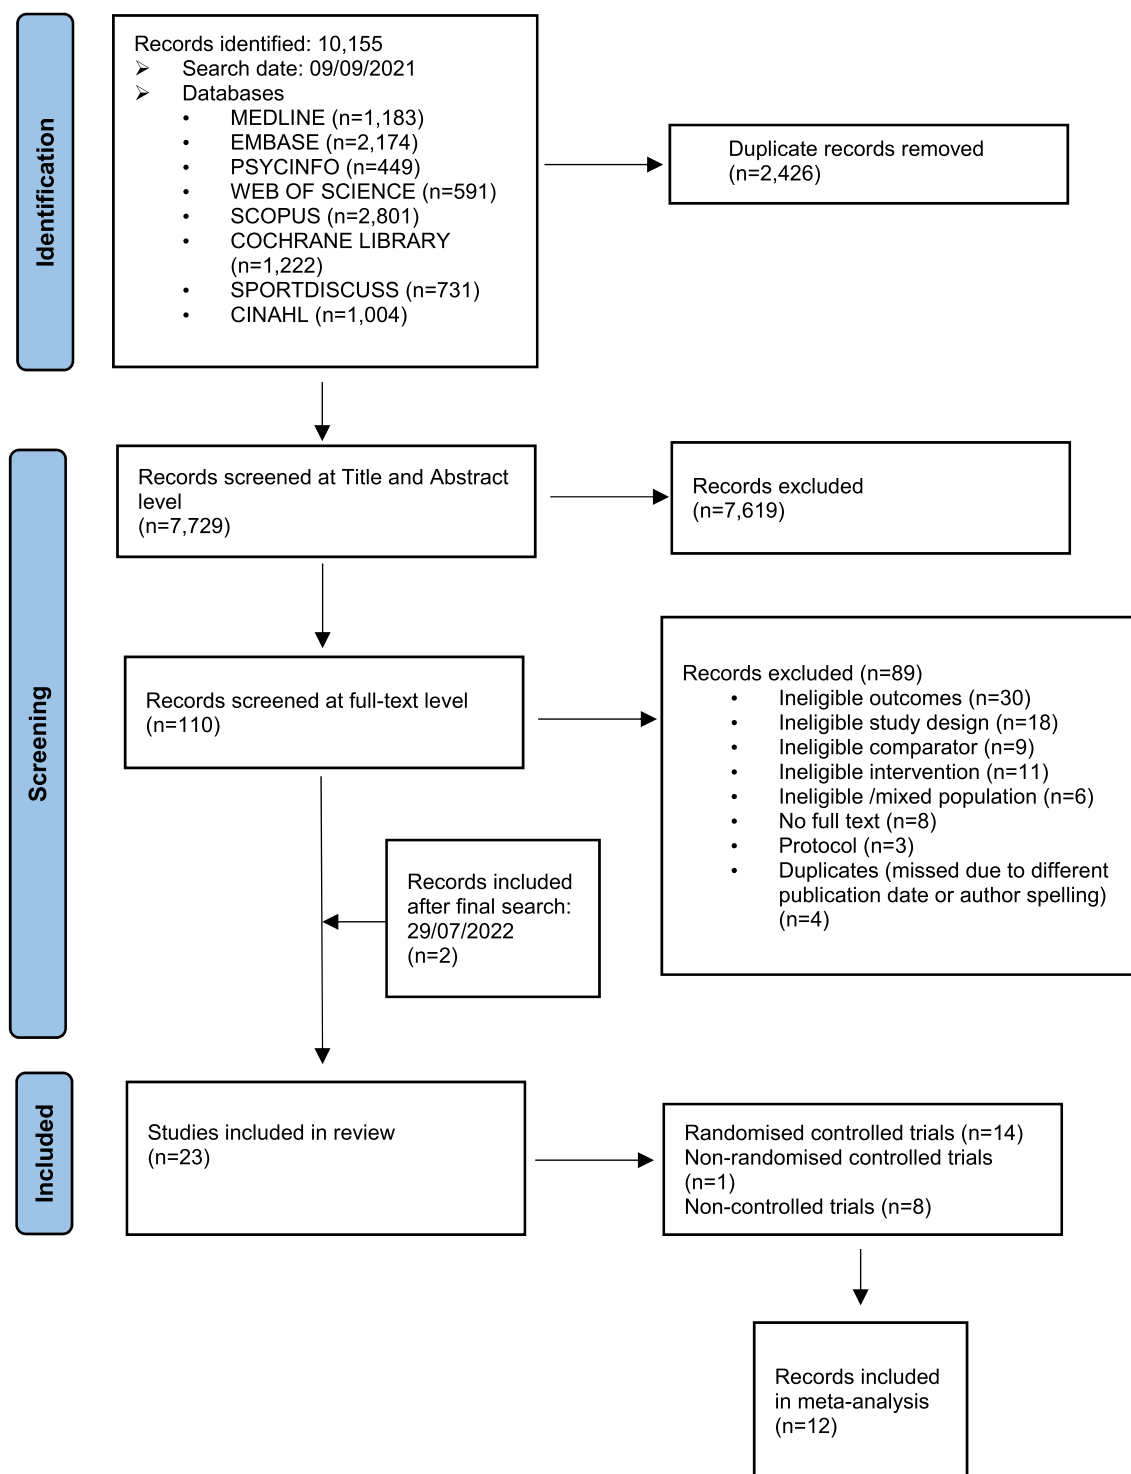 Identification
Records identified: 10,155
➢ Search date: 09/09/2021
➢ Databases
• MEDLINE (n=1,183)
• EMBASE (n=2,174)
• PSYCINFO (n=449)
• WEB OF SCIENCE (n=591)
• SCOPUS (n=2,801)
• COCHRANE LIBRARY
(n=1,222)
• SPORTDISCUSS (n=731)
• CINAHL (n=1,004)
Duplicate records removed
(n=2,426)
Screening
Records screened at Title and Abstract
level
(n=7,729)
Records excluded
(n=7,619)
Records screened at full-text level
(n=110)
Records excluded (n=89)
• Ineligible outcomes (n=30)
• Ineligible study design (n=18)
• Ineligible comparator (n=9)
• Ineligible intervention (n=11)
• Ineligible /mixed population (n=6)
• No full text (n=8)
• Protocol (n=3)
• Duplicates (missed due to different
publication date or author spelling)
(n=4)
Records included
after final search:
29/07/2022
(n=2)
Included
Studies included in review
(n=23)
Randomised controlled trials (n=14)
Non-randomised controlled trials
(n=1)
Non-controlled trials (n=8)
Records included
in meta-analysis
(n=12)